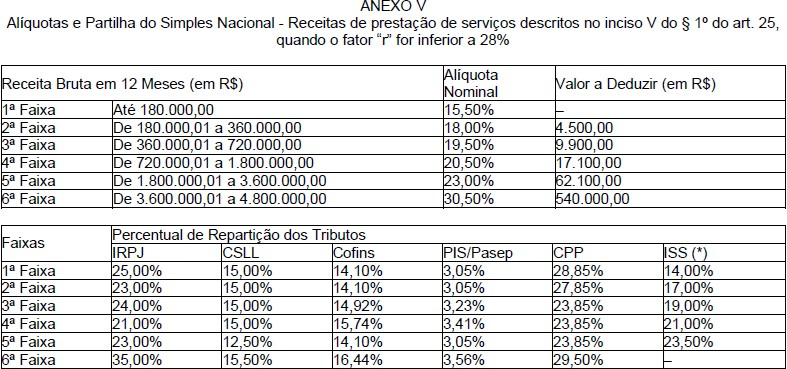 ANEXO V
Alíquotas e Partilha do Simples Nacional - Receitas de prestação de serviços descritos no inciso V do § 1º do art. 25,
quando o fator “r” for inferior a 28%
Receita Bruta em 12 Meses (em R$) Alíquota Nominal Valor a Deduzir (em R$)
1ª Faixa Até 180.000,00 15,50% –
2ª Faixa De 180.000,01 a 360.000,00 18,00% 4.500,00
3ª Faixa De 360.000,01 a 720.000,00 19,50% 9.900,00
4ª Faixa De 720.000,01 a 1.800.000,00 20,50% 17.100,00
5ª Faixa De 1.800.000,01 a 3.600.000,00 23,00% 62.100,00
6ª Faixa De 3.600.000,01 a 4.800.000,00 30,50% 540.000,00
Faixas Percentual de Repartição dos Tributos
IRPJ CSLL Cofins PIS/Pasep CPP ISS (*)
1ª Faixa 25,00% 15,00% 14,10% 3,05% 28,85% 14,00%
2ª Faixa 23,00% 15,00% 14,10% 3,05% 27,85% 17,00%
3ª Faixa 24,00% 15,00% 14,92% 3,23% 23,85% 19,00%
4ª Faixa 21,00% 15,00% 15,74% 3,41% 23,85% 21,00%
5ª Faixa 23,00% 12,50% 14,10% 3,05% 23,85% 23,50%
6ª Faixa 35,00% 15,50% 16,44% 3,56% 29,50% –